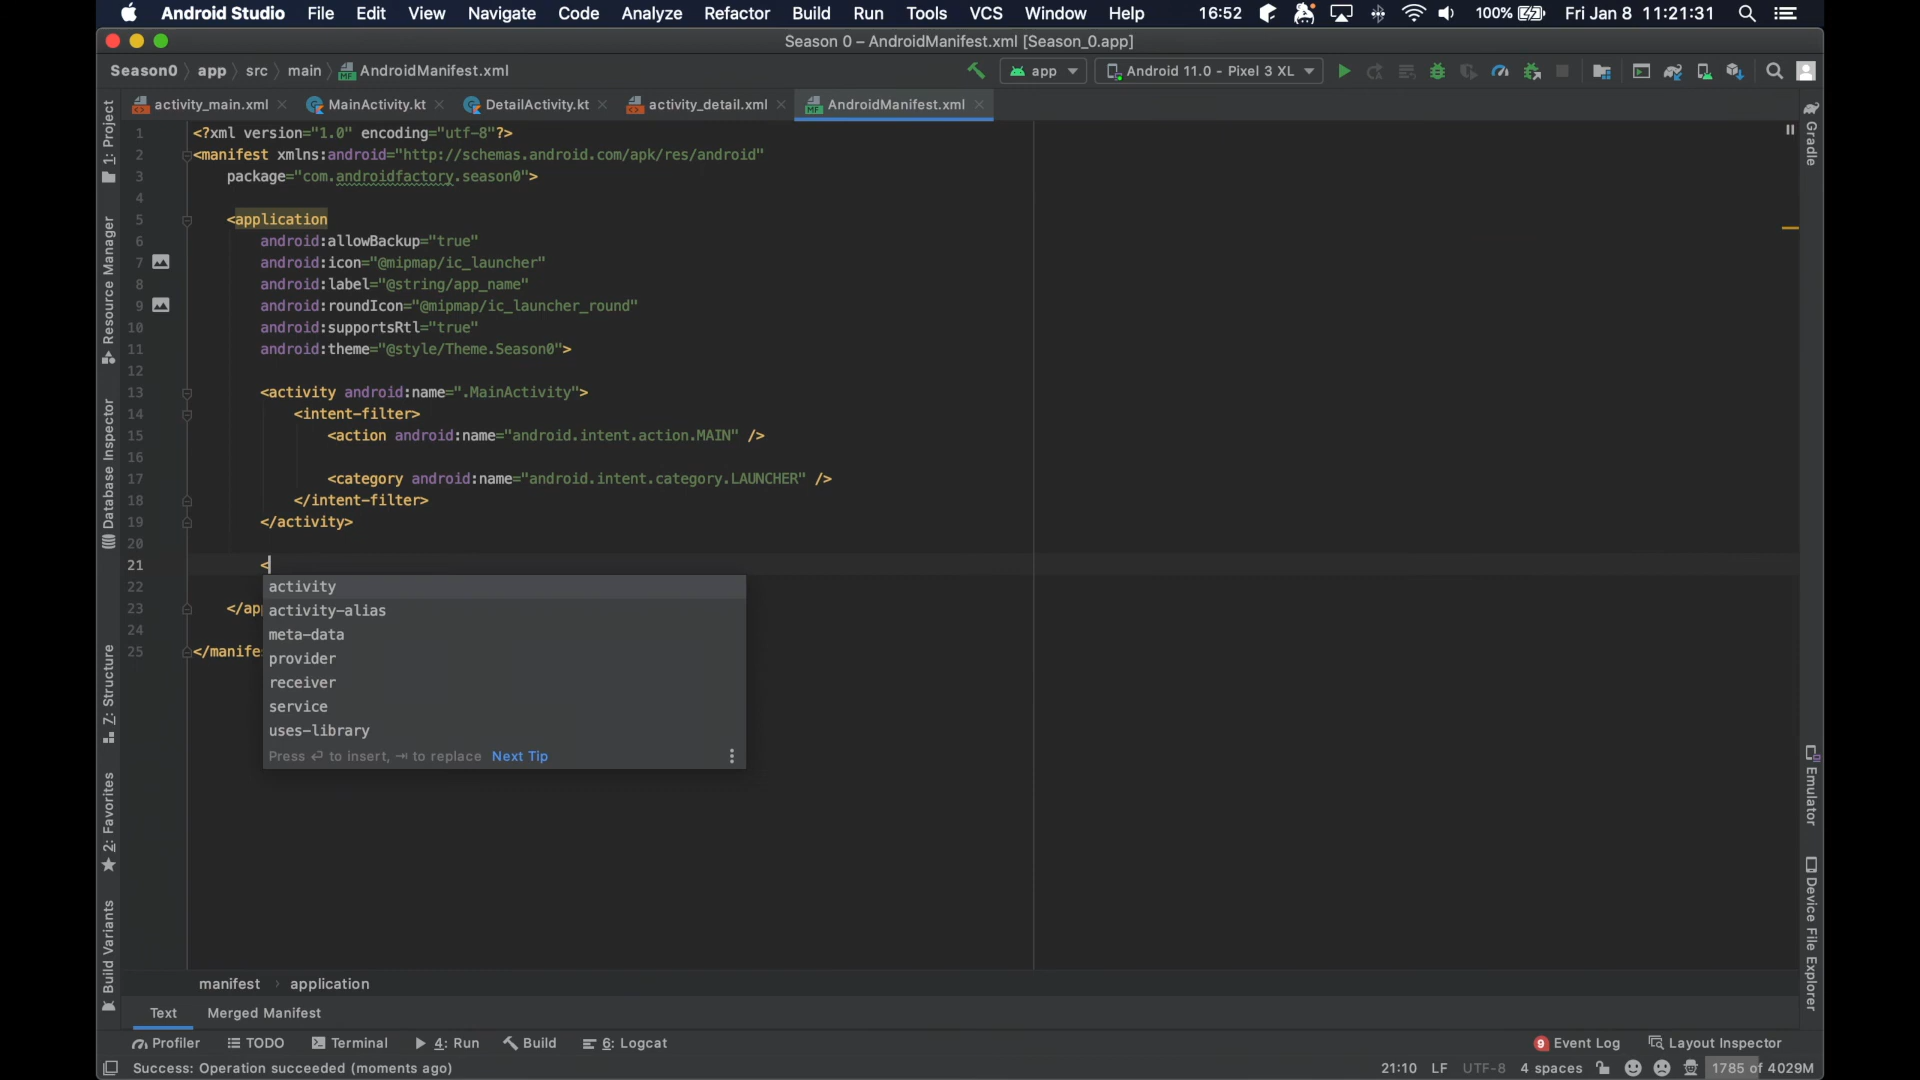 Android Studio File Edit View Navigate Code Analyze Refactor Build Run Tools VCS Window Help 16:52 100% Fri Jan 8 11:21:31
Season 0 – AndroidManifest.xml [Season_0.app]
Season0 app src main AndroidManifest.xml app Android 11.0 - Pixel 3 XL
activity_main.xml MainActivity.kt DetailActivity.kt activity_detail.xml AndroidManifest.xml
1 <?xml version="1.0" encoding="utf-8"?>
2 <manifest xmlns:android="http://schemas.android.com/apk/res/android"
3 package="com.androidfactory.season0">
4
5 <application
6 android:allowBackup="true"
7 android:icon="@mipmap/ic_launcher"
8 android:label="@string/app_name"
9 android:roundIcon="@mipmap/ic_launcher_round"
10 android:supportsRtl="true"
11 android:theme="@style/Theme.Season0">
12
13 <activity android:name=".MainActivity">
14 <intent-filter>
15 <action android:name="android.intent.action.MAIN" />
16
17 <category android:name="android.intent.category.LAUNCHER" />
18 </intent-filter>
19 </activity>
20
21 <
22
23 </app
24
25 </manife
activity
activity-alias
meta-data
provider
receiver
service
uses-library
Press ↩ to insert, ⇥ to replace Next Tip
1: Project
Resource Manager
Database Inspector
Z: Structure
2: Favorites
Build Variants
Gradle
Emulator
Device File Explorer
manifest application
Text Merged Manifest
Profiler TODO Terminal 4: Run Build 6: Logcat 9 Event Log Layout Inspector
Success: Operation succeeded (moments ago) 21:10 LF UTF-8 4 spaces 1785 of 4029M